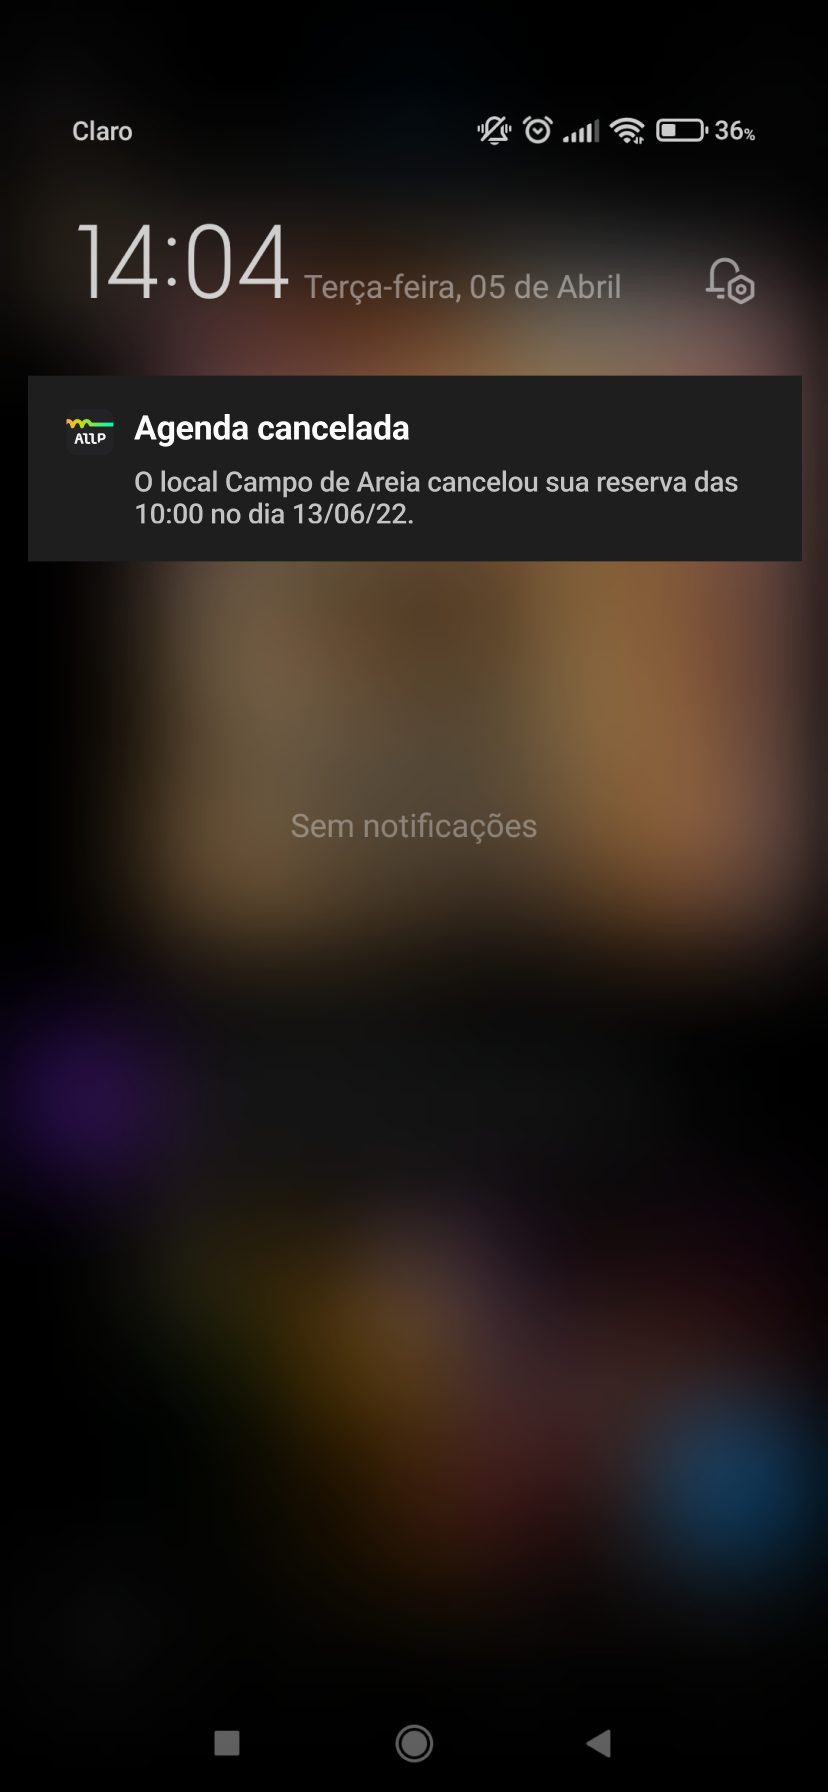 Claro
36%
14:04 Terça-feira, 05 de Abril
ALLP
Agenda cancelada
O local Campo de Areia cancelou sua reserva das
10:00 no dia 13/06/22.
Sem notificações